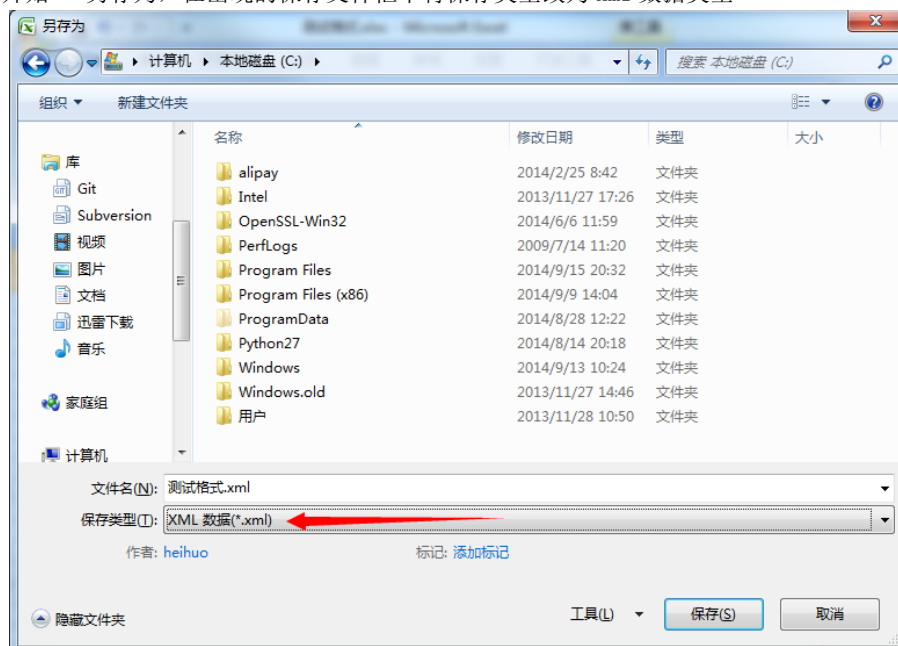 另存为
计算机 本地磁盘 (C:)
搜索 本地磁盘 (C:)
组织 新建文件夹
名称 修改日期 类型 大小
库
Git
Subversion
视频
图片
文档
迅雷下载
音乐
家庭组
计算机
alipay 2014/2/25 8:42 文件夹
Intel 2013/11/27 17:26 文件夹
OpenSSL-Win32 2014/6/6 11:59 文件夹
PerfLogs 2009/7/14 11:20 文件夹
Program Files 2014/9/15 20:32 文件夹
Program Files (x86) 2014/9/9 14:04 文件夹
ProgramData 2014/8/28 12:22 文件夹
Python27 2014/8/14 20:18 文件夹
Windows 2014/9/13 10:24 文件夹
Windows.old 2013/11/27 14:46 文件夹
用户 2013/11/28 10:50 文件夹
文件名(N): 测试格式.xml
保存类型(T): XML 数据(*.xml)
作者: heihuo 标记: 添加标记
隐藏文件夹 工具(L) 保存(S) 取消